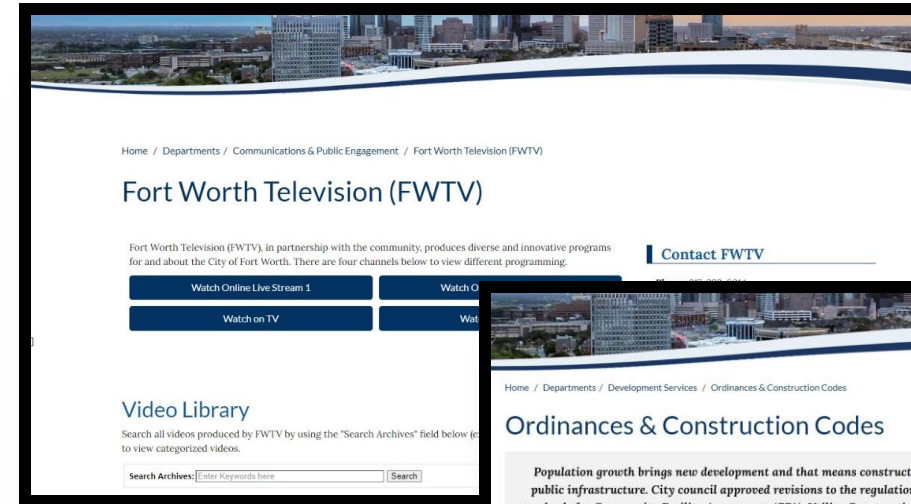 Home / Departments / Communications & Public Engagement / Fort Worth Television (FWTV)
Fort Worth Television (FWTV)
Fort Worth Television (FWTV), in partnership with the community, produces diverse and innovative programs
for and about the City of Fort Worth. There are four channels below to view different programming.
Watch Online Live Stream 1
Watch O
Watch on TV
Wat
Contact FWTV
Video Library
Search all videos produced by FWTV by using the "Search Archives" field below (e
to view categorized videos.
Search Archives: Enter Keywords here Search
Home / Departments / Development Services / Ordinances & Construction Codes
Ordinances & Construction Codes
Population growth brings new development and that means construct
public infrastructure. City council approved revisions to the regulation